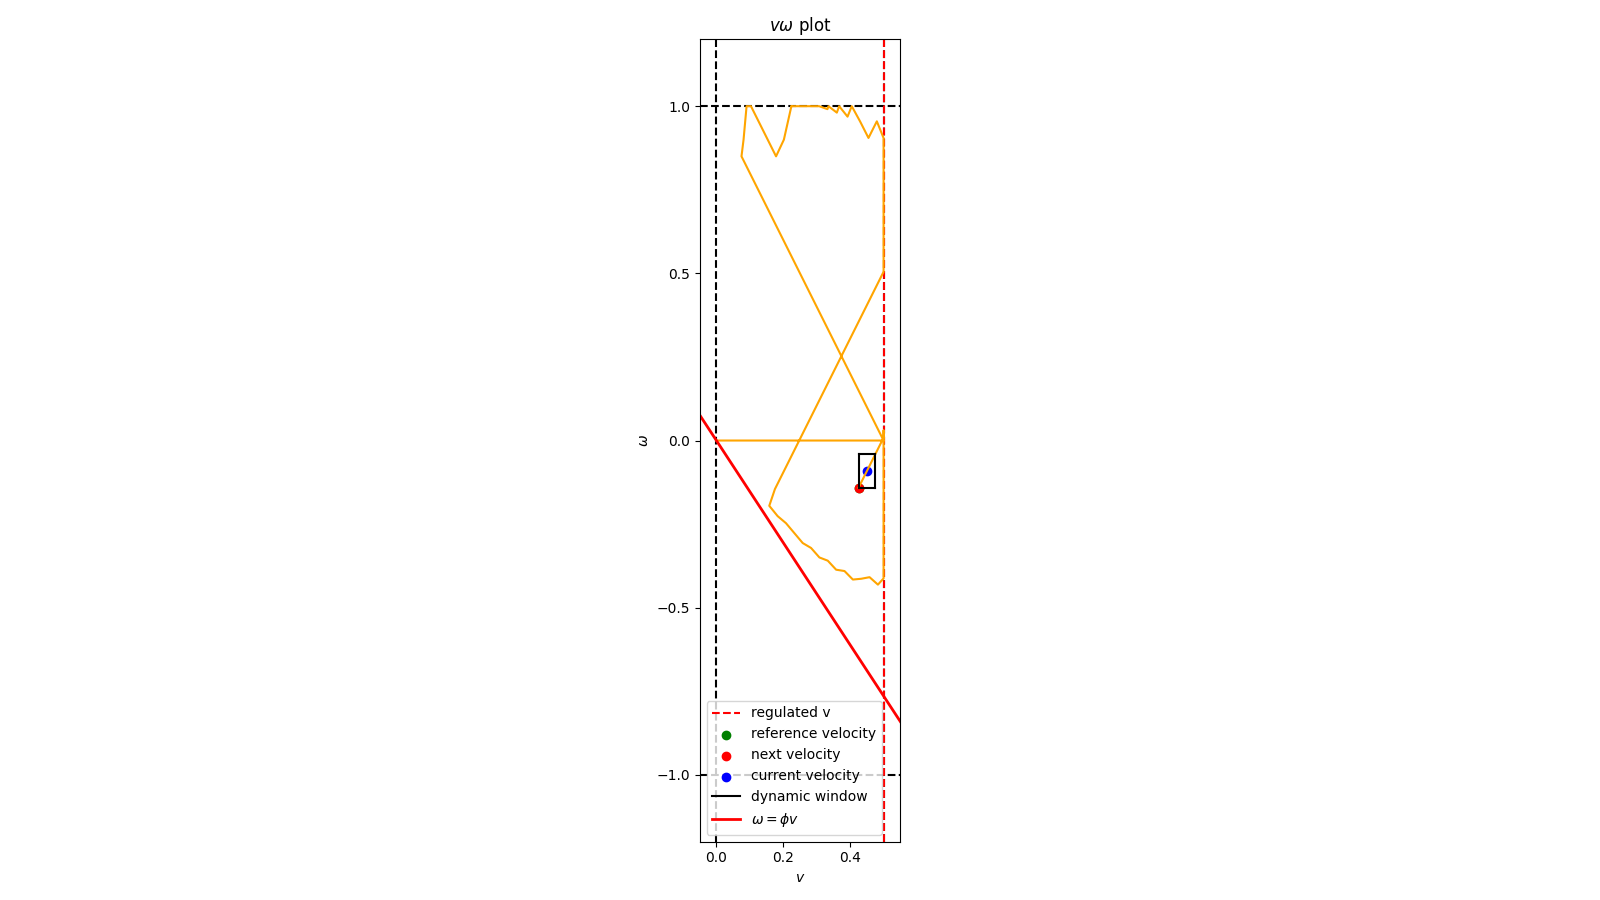 vω plot
1.0
0.5
0.0
−0.5
−1.0
ω
0.0 0.2 0.4
v
regulated v
reference velocity
next velocity
current velocity
dynamic window
ω = ϕv